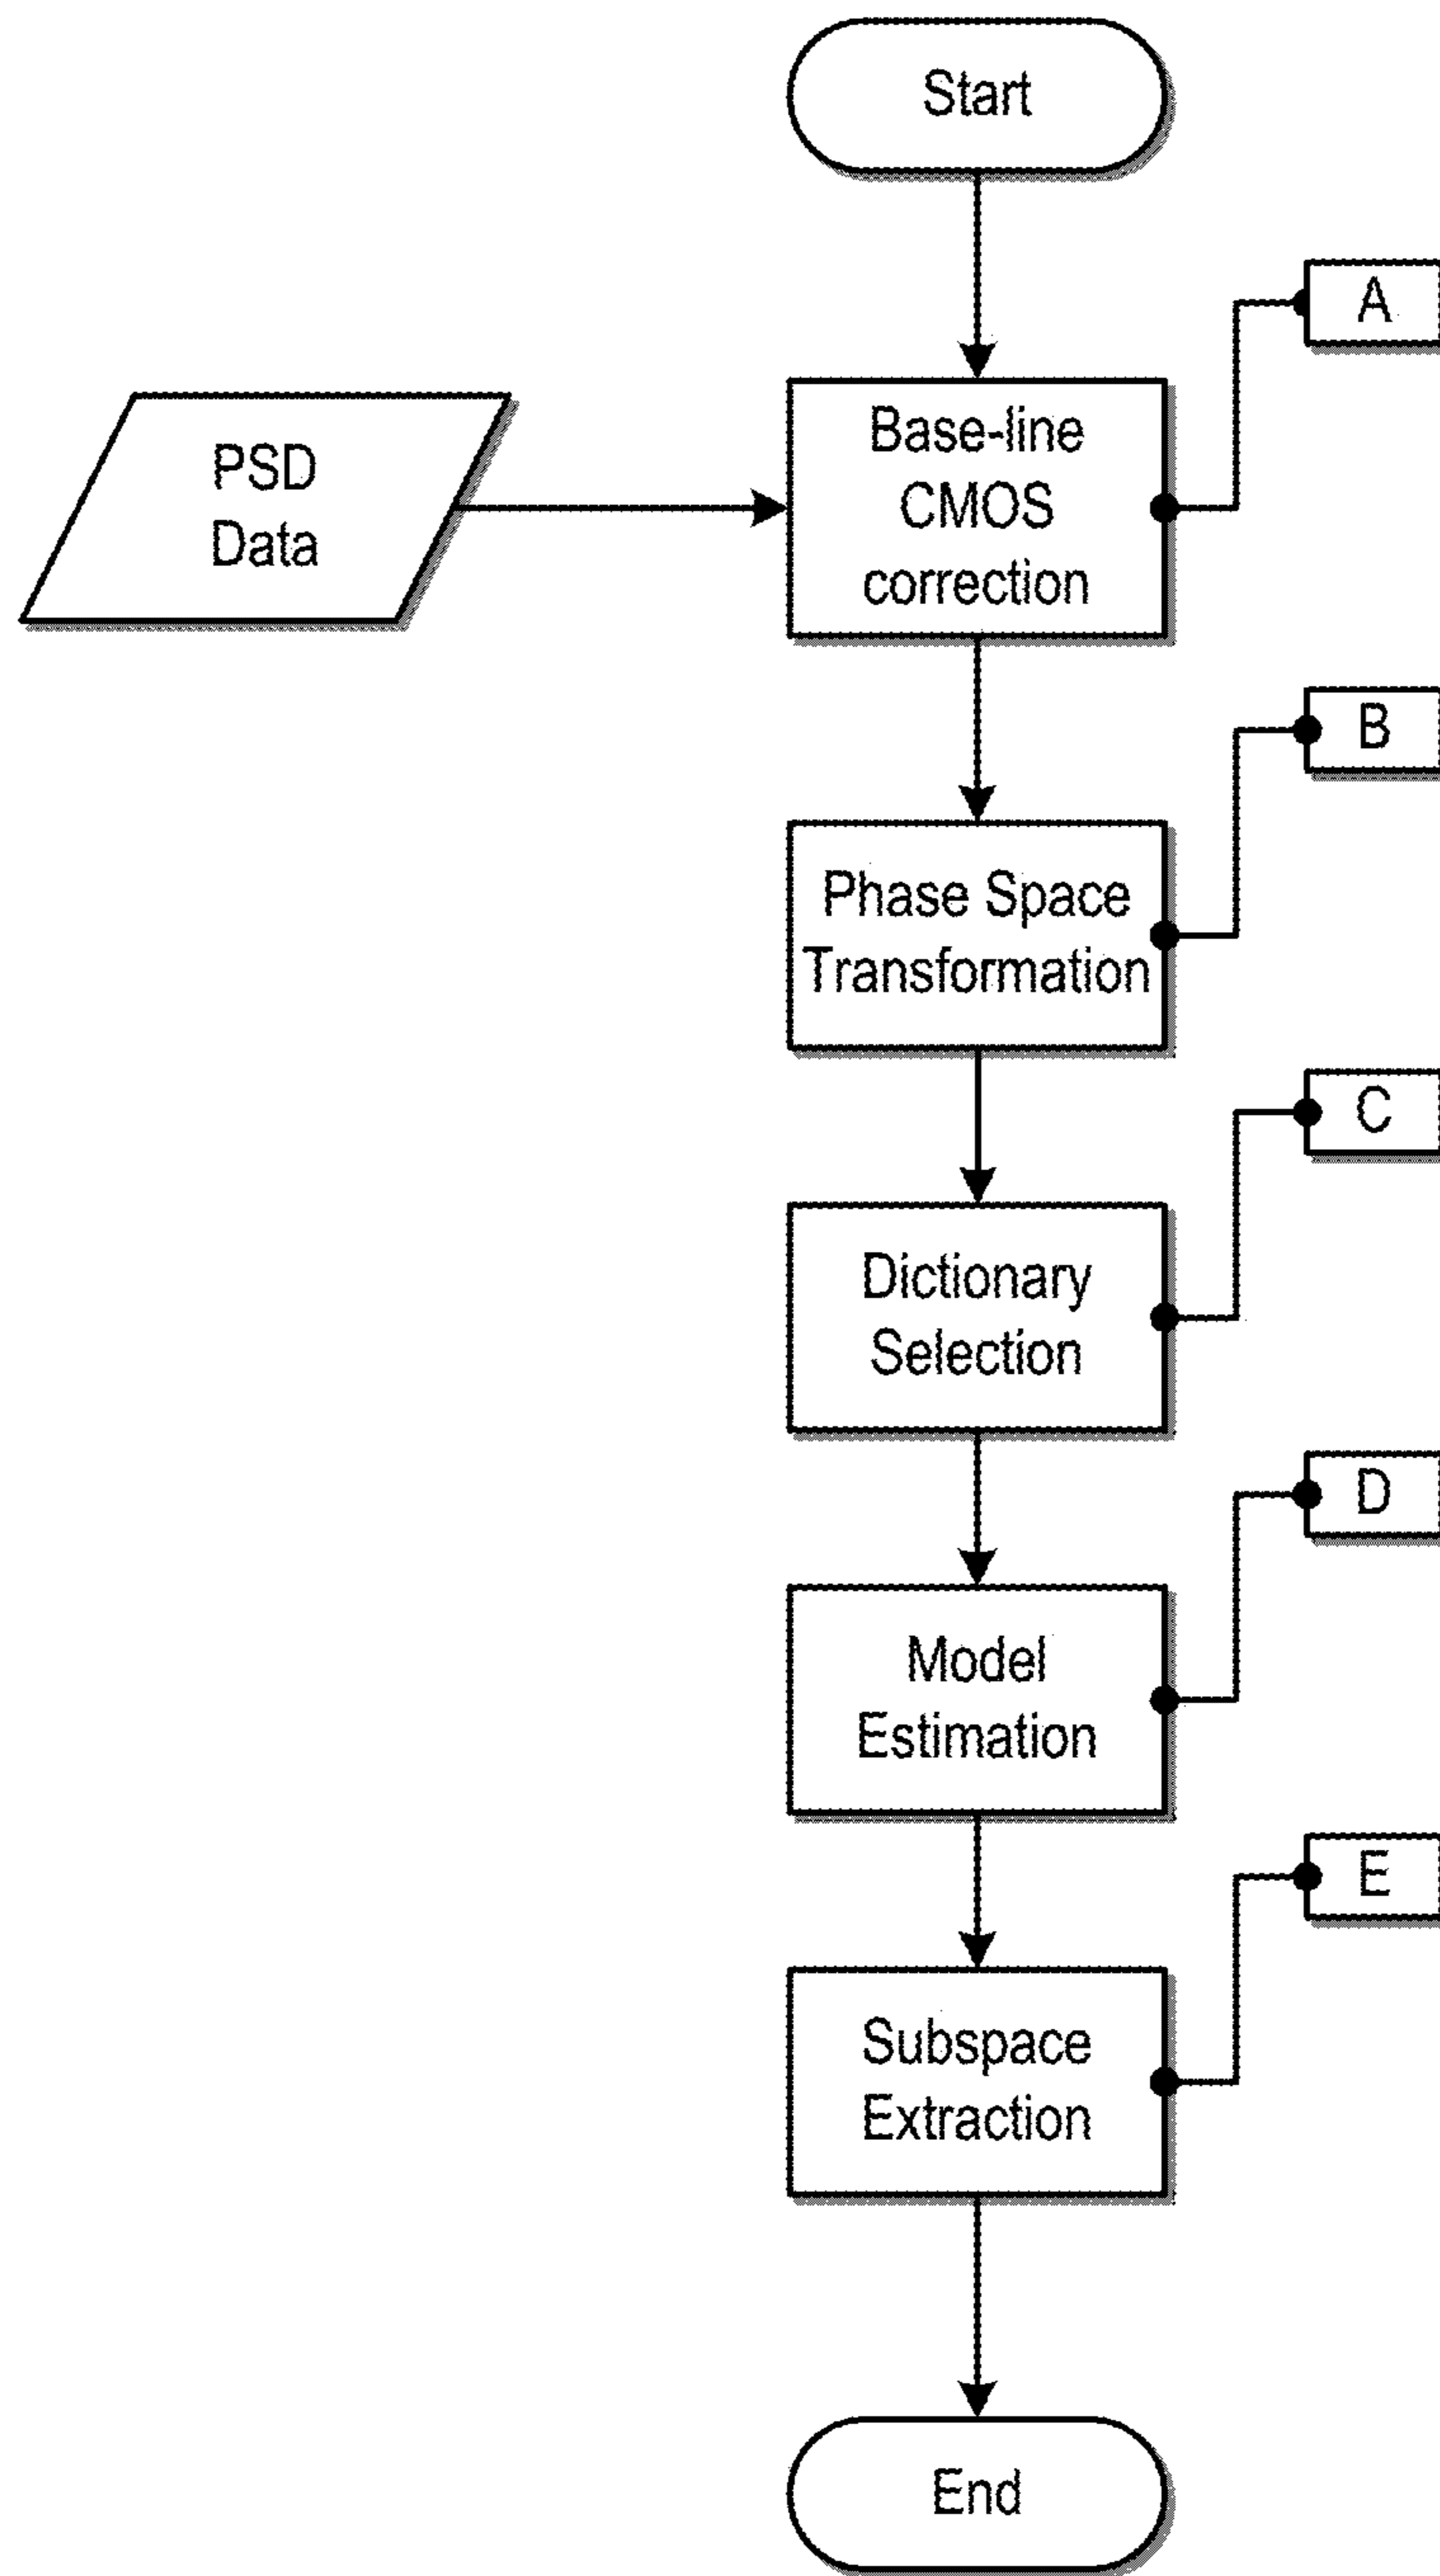 Start
A
PSD
Data
Base-line
CMOS
correction
B
Phase Space
Transformation
C
Dictionary
Selection
D
Model
Estimation
E
Subspace
Extraction
End